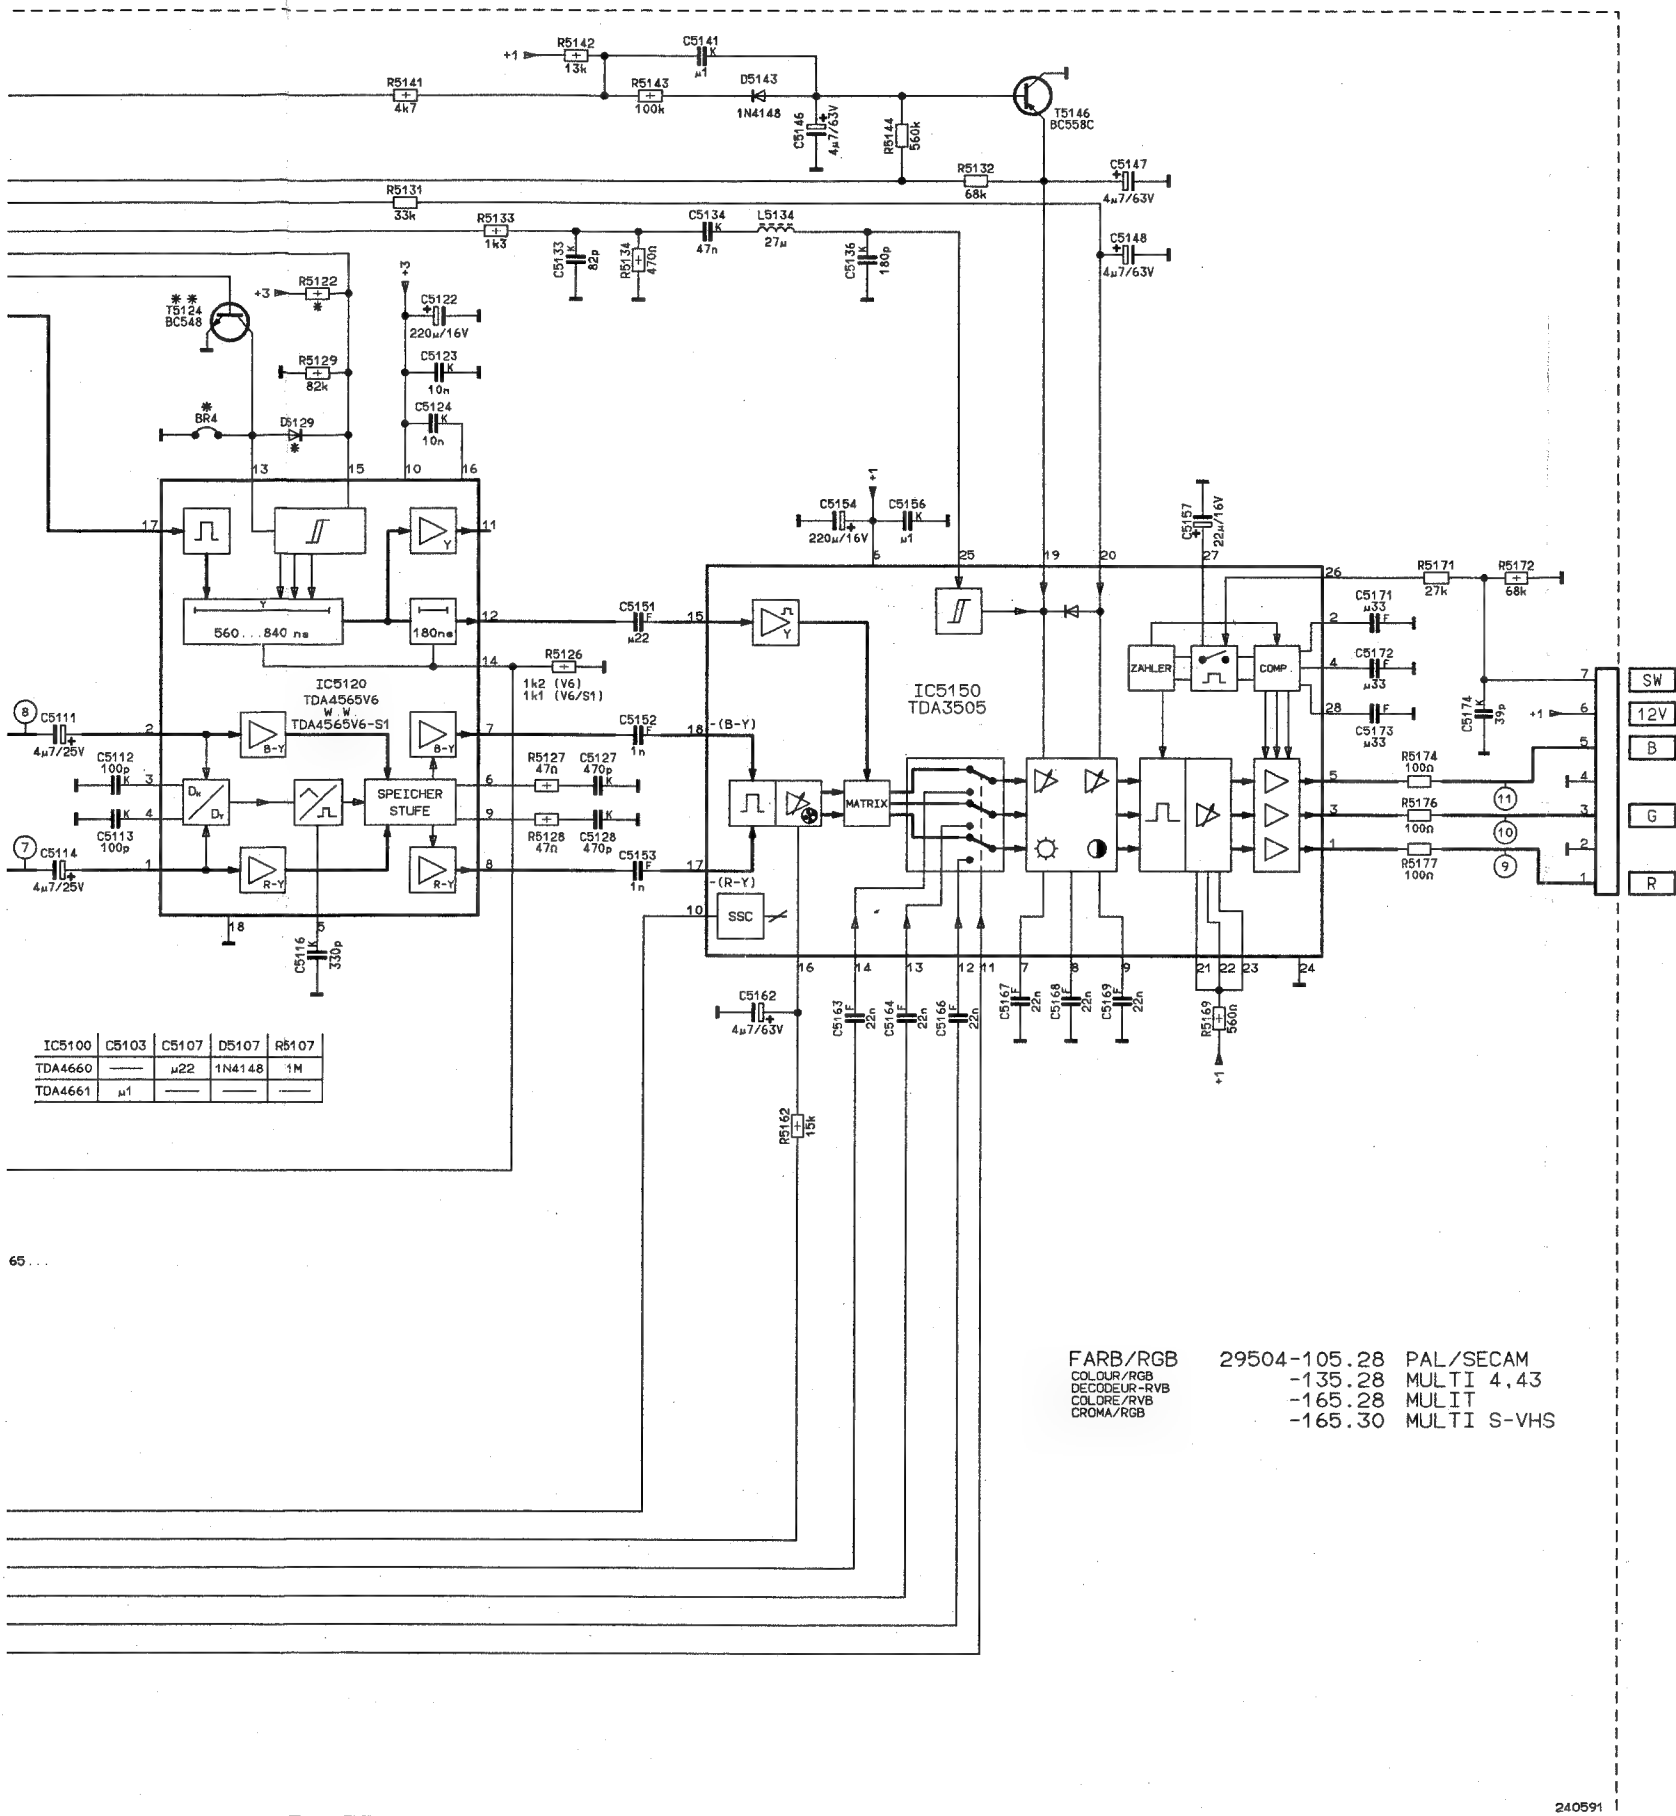 +1
R5142
13k
C5141
K
µ1
R5141
4k7
R5143
100k
D5143
1N4148
C5146
4µ7/63V
R5144
560k
T5146
BC558C
R5132
68k
C5147
4µ7/63V
R5131
33k
R5133
1k3
C5133
K
82p
R5134
470Ω
C5134
K
47n
L5134
27µ
C5136
K
180p
C5148
4µ7/63V
**
T5124
BC548
+3
R5122
*
+3
C5122
220µ/16V
R5129
82k
C5123
K
10n
*
BR4
D5129
*
C5124
K
10n
13
15
10
16
17
11
Y
Y
560...840 ns
180ns
12
14
IC5120
TDA4565V6
W.W.
TDA4565V6-S1
R5126
1k2 (V6)
1k1 (V6/S1)
C5151
F
µ22
8
C5111
4µ7/25V
2
B-Y
B-Y
7
C5152
F
1n
C5112
100p
K
3
DX
DY
SPEICHER
STUFE
6
R5127
47Ω
C5127
470p
K
C5113
100p
K
4
9
R5128
47Ω
C5128
470p
K
7
C5114
4µ7/25V
1
R-Y
R-Y
8
C5153
F
1n
18
5
C5116
K
330p
+1
C5154
220µ/16V
C5156
K
µ1
6
25
19
20
C5157
22µ/16V
27
26
R5171
27k
R5172
68k
15
Y
IC5150
TDA3505
ZÄHLER
COMP.
2
C5171
µ33
F
4
C5172
µ33
F
28
C5173
µ33
F
C5174
K
39p
7
SW
+1
6
12V
18
-(B-Y)
MATRIX
5
R5174
100Ω
11
5
B
4
3
R5176
100Ω
10
3
G
2
1
R5177
100Ω
9
1
R
17
-(R-Y)
10
SSC
16
14
13
12
11
7
8
9
21
22
23
24
C5162
4µ7/63V
C5163
F
22n
C5164
F
22n
C5166
F
22n
C5167
F
22n
C5168
F
22n
C5169
F
22n
R5169
560Ω
+1
R5162
15k
IC5100 C5103 C5107 D5107 R5107
TDA4660 — µ22 1N4148 1M
TDA4661 µ1 — — —
65...
FARB/RGB 29504-105.28 PAL/SECAM
COLOUR/RGB
-135.28 MULTI 4,43
DECODEUR-RVB
COLORE/RVB
-165.28 MULIT
CROMA/RGB
-165.30 MULTI S-VHS
240591